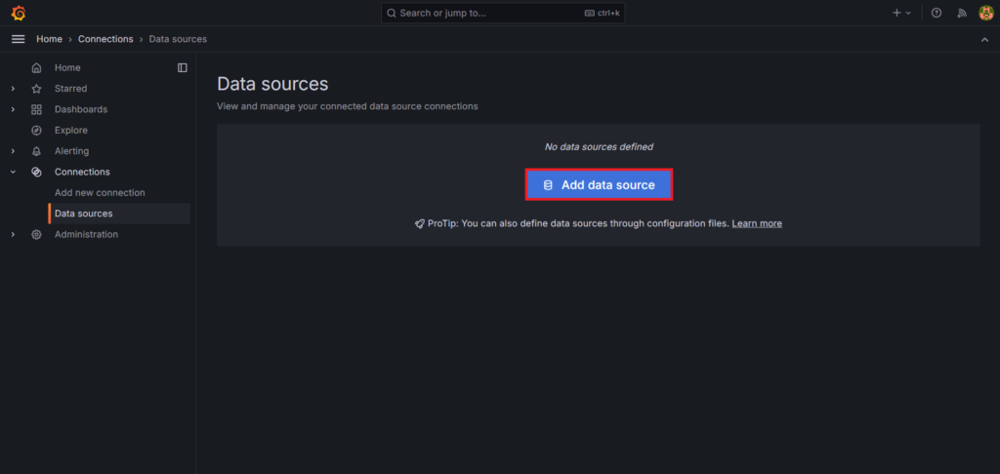 Search or jump to...
ctrl+k
Home › Connections › Data sources
Home
Starred
Dashboards
Explore
Alerting
Connections
Add new connection
Data sources
Administration
Data sources
View and manage your connected data source connections
No data sources defined
Add data source
ProTip: You can also define data sources through configuration files. Learn more